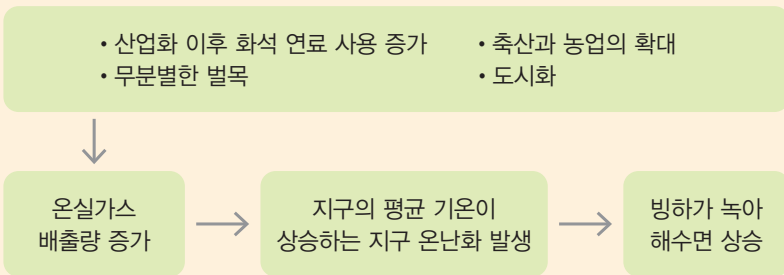 • 산업화 이후 화석 연료 사용 증가
• 축산과 농업의 확대
• 무분별한 벌목
• 도시화
온실가스
배출량 증가
지구의 평균 기온이
상승하는 지구 온난화 발생
빙하가 녹아
해수면 상승